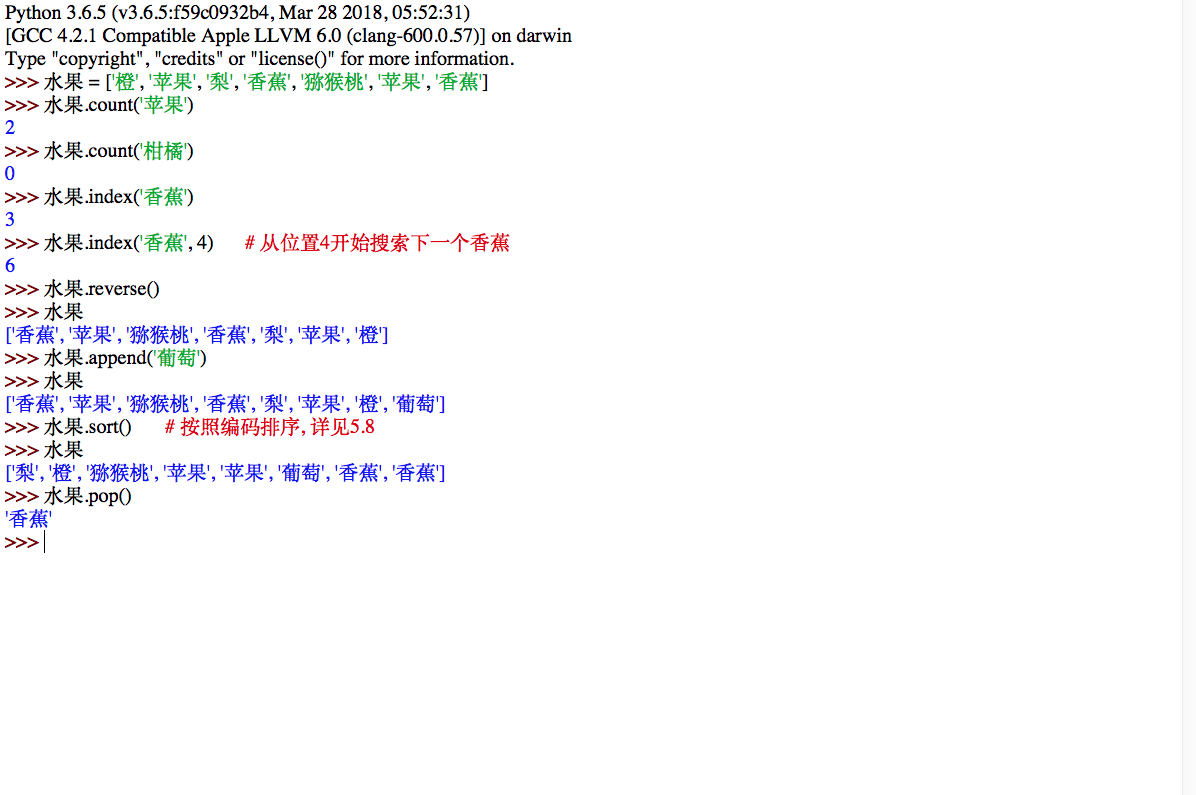 Python 3.6.5 (v3.6.5:f59c0932b4, Mar 28 2018, 05:52:31)
[GCC 4.2.1 Compatible Apple LLVM 6.0 (clang-600.0.57)] on darwin
Type "copyright", "credits" or "license()" for more information.
>>> 水果 = ['橙', '苹果', '梨', '香蕉', '猕猴桃', '苹果', '香蕉']
>>> 水果.count('苹果')
2
>>> 水果.count('柑橘')
0
>>> 水果.index('香蕉')
3
>>> 水果.index('香蕉', 4)      # 从位置4开始搜索下一个香蕉
6
>>> 水果.reverse()
>>> 水果
['香蕉', '苹果', '猕猴桃', '香蕉', '梨', '苹果', '橙']
>>> 水果.append('葡萄')
>>> 水果
['香蕉', '苹果', '猕猴桃', '香蕉', '梨', '苹果', '橙', '葡萄']
>>> 水果.sort()      # 按照编码排序, 详见5.8
>>> 水果
['梨', '橙', '猕猴桃', '苹果', '苹果', '葡萄', '香蕉', '香蕉']
>>> 水果.pop()
'香蕉'
>>>